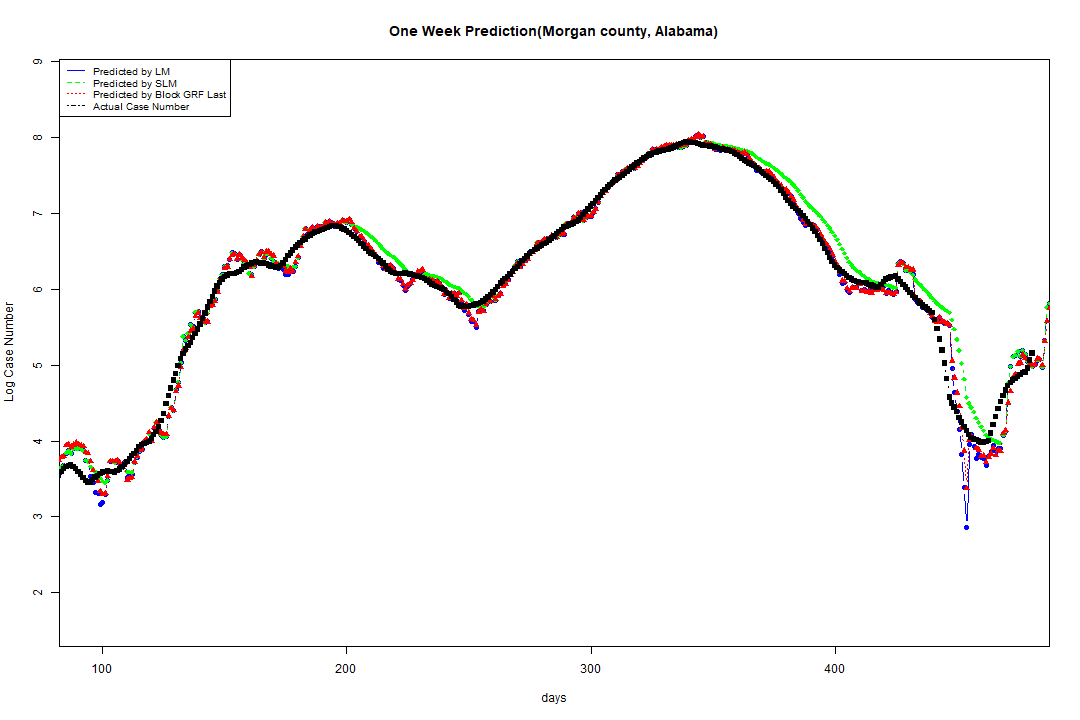 One Week Prediction(Morgan county, Alabama)
Predicted by LM
Predicted by SLM
Predicted by Block GRF Last
Actual Case Number
9
8
7
6
5
4
3
2
Log Case Number
100 200 300 400
days